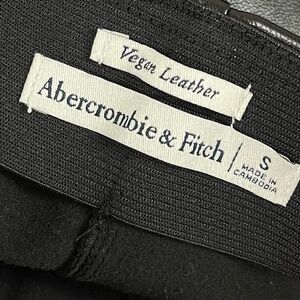 Vegan Leather
Abercrombie & Fitch
S
MADE IN
CAMBODIA